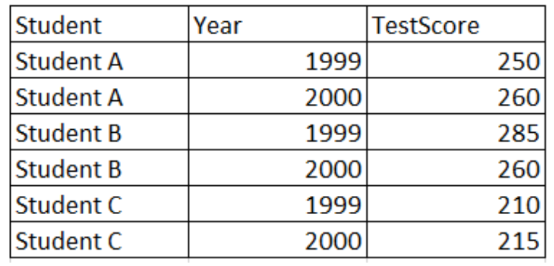 Student Year TestScore
Student A 1999 250
Student A 2000 260
Student B 1999 285
Student B 2000 260
Student C 1999 210
Student C 2000 215